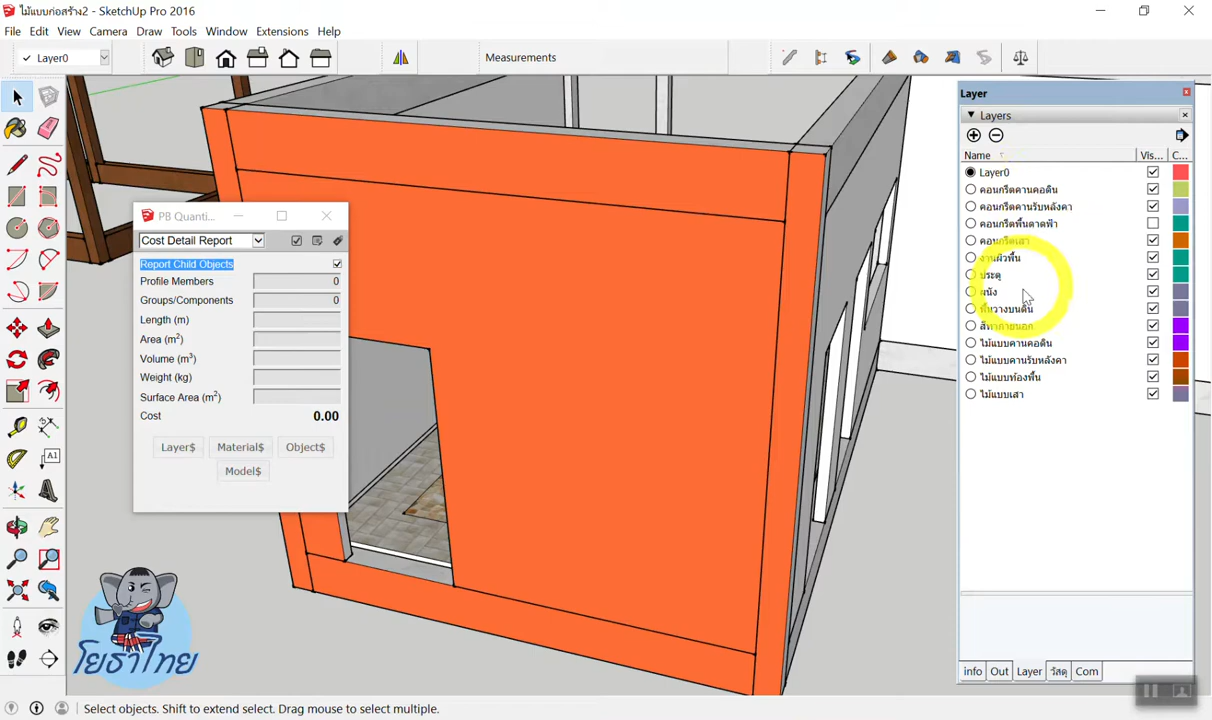 ไม้แบบก่อสร้าง2 - SketchUp Pro 2016
File Edit View Camera Draw Tools Window Extensions Help
Layer0
Measurements
Layer
Layers
Name Vis... C...
Layer0
คอนกรีตคานคอดิน
คอนกรีตคานรับหลังคา
คอนกรีตพื้นดาดฟ้า
คอนกรีตเสา
งานผิวพื้น
ประตู
ผนัง
พื้นวางบนดิน
สีทาภายนอก
ไม้แบบคานคอดิน
ไม้แบบคานรับหลังคา
ไม้แบบท้องพื้น
ไม้แบบเสา
PB Quanti...
Cost Detail Report
Report Child Objects
Profile Members 0
Groups/Components 0
Length (m)
Area (m²)
Volume (m³)
Weight (kg)
Surface Area (m²)
Cost 0.00
Layer$ Material$ Object$
Model$
A1
โยธาไทย
info Out Layer วัสดุ Com
Select objects. Shift to extend select. Drag mouse to select multiple.